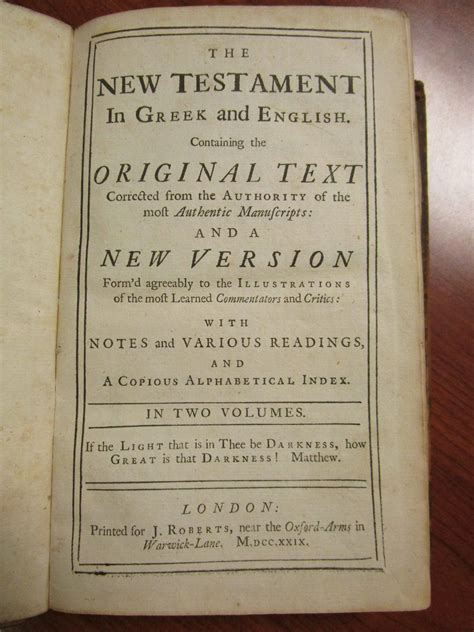 THE
NEW TESTAMENT
In GREEK and ENGLISH.
Containing the
ORIGINAL TEXT
Corrected from the AUTHORITY of the
moſt Authentic Manuſcripts:
AND A
NEW VERSION
Form'd agreeably to the ILLUSTRATIONS
of the moſt Learned Commentators and Critics:
WITH
NOTES and VARIOUS READINGS,
AND
A COPIOUS ALPHABETICAL INDEX.
IN TWO VOLUMES.
If the LIGHT that is in Thee be DARKNESS, how
GREAT is that DARKNESS! Matthew.
LONDON:
Printed for J. ROBERTS, near the Oxford-Arms in
Warwick-Lane. M.DCC.XXIX.